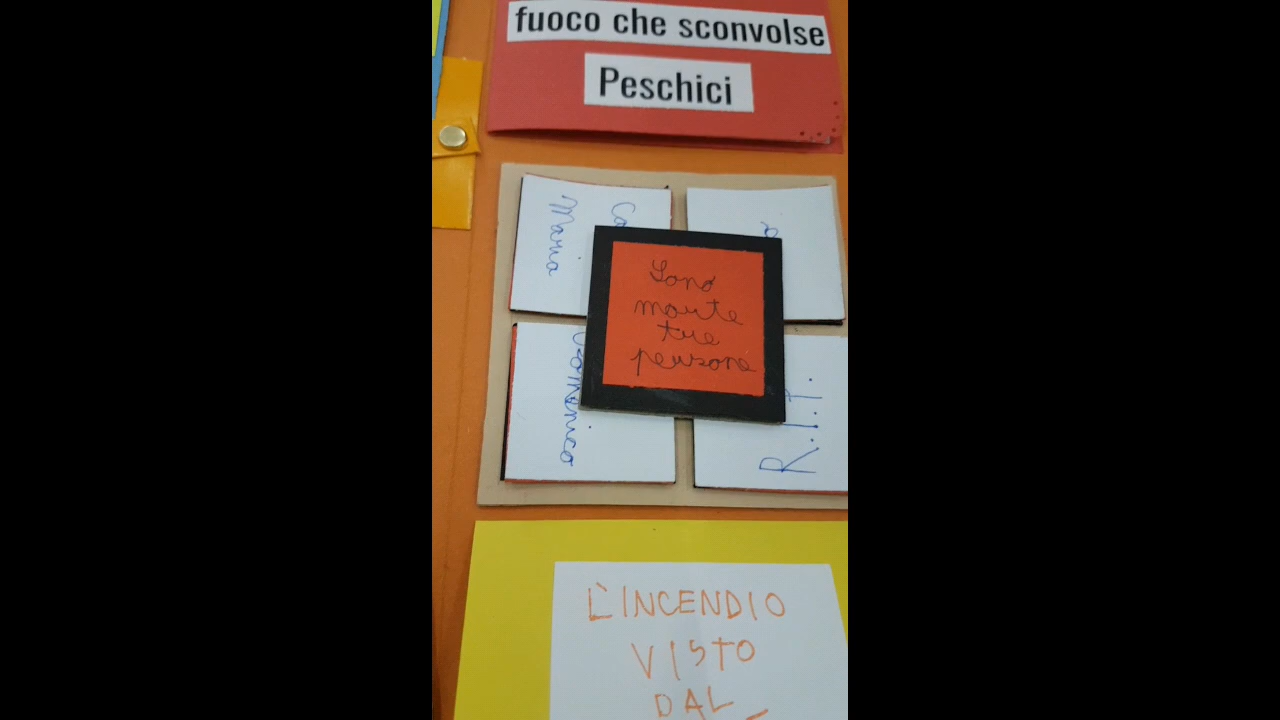 fuoco che sconvolse
Peschici
Maria
Sono
morte
tre
persone
Domenico
R.I.P.
L'INCENDIO
VISTO
DAL